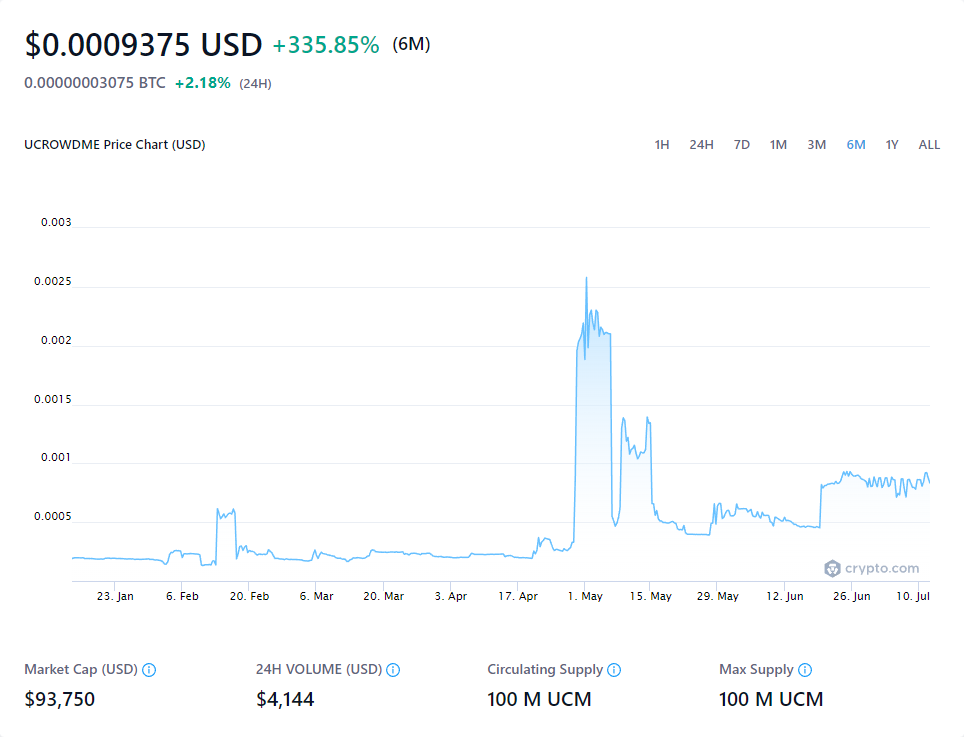 $0.0009375 USD +335.85% (6M)
0.00000003075 BTC +2.18% (24H)
UCROWDME Price Chart (USD) 1H 24H 7D 1M 3M 6M 1Y ALL
0.003
0.0025
0.002
0.0015
0.001
0.0005
crypto.com
23. Jan 6. Feb 20. Feb 6. Mar 20. Mar 3. Apr 17. Apr 1. May 15. May 29. May 12. Jun 26. Jun 10. Jul
Market Cap (USD) 24H VOLUME (USD) Circulating Supply Max Supply
$93,750 $4,144 100 M UCM 100 M UCM